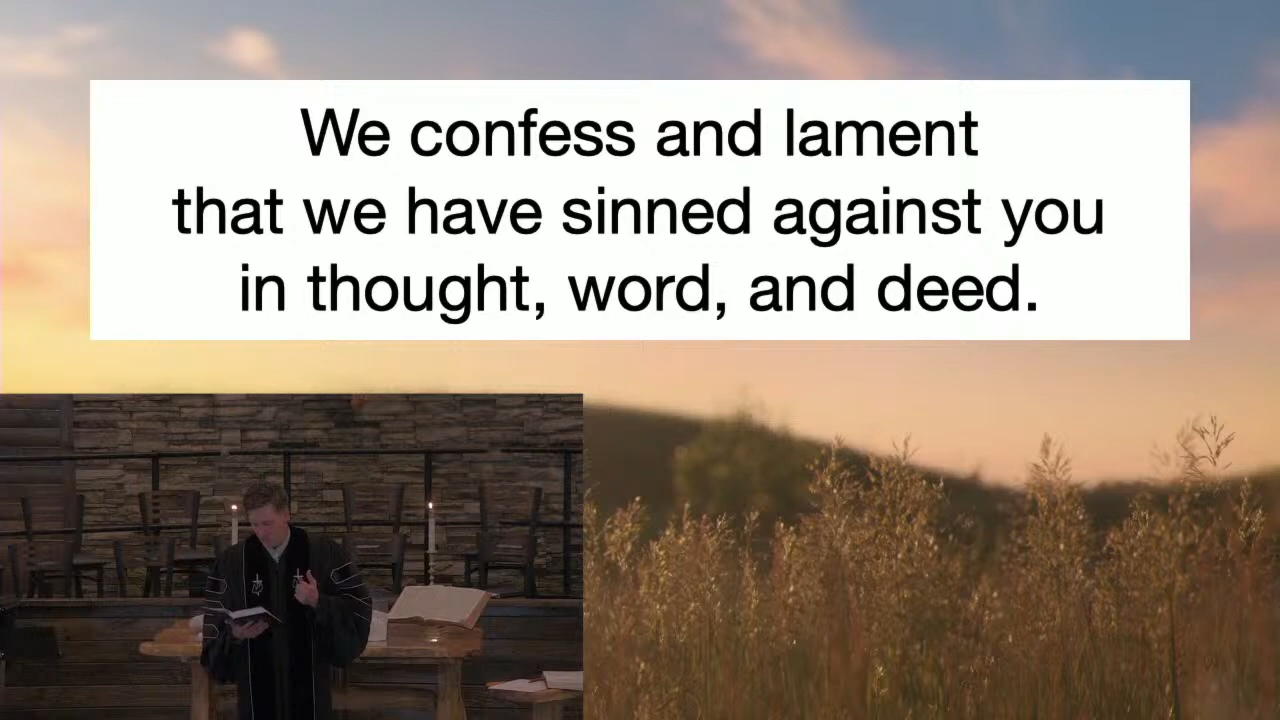 We confess and lament
that we have sinned against you
in thought, word, and deed.